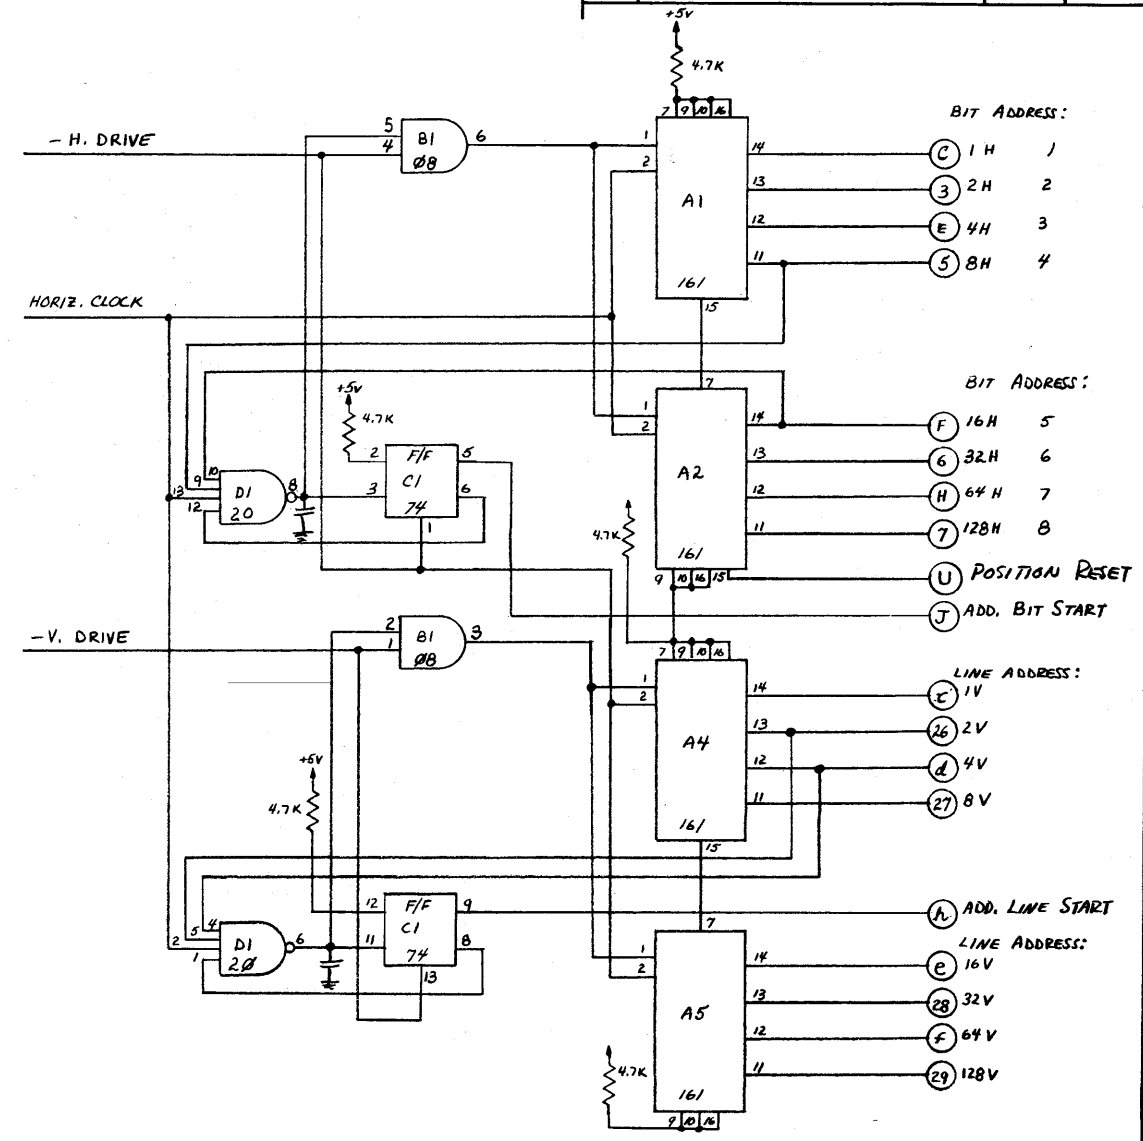 +5V
4.7K
7 9 10 16
BIT ADDRESS:
- H. DRIVE
5
4
B1
Ø8
6
1
2
A1
161
14
C 1H 1
13
3 2H 2
12
E 4H 3
11
5 8H 4
15
HORIZ. CLOCK
7
BIT ADDRESS:
+5V
4.7K
1
2
A2
161
14
F 16H 5
13
6 32H 6
12
H 64H 7
11
7 128H 8
10
9
13
12
D1
20
8
2
3
F/F
C1
74
5
6
1
4.7K
9 10 16 15
U POSITION RESET
J ADD. BIT START
- V. DRIVE
2
1
B1
Ø8
3
7 9 10 16
LINE ADDRESS:
1
2
A4
161
14
1V
13
26 2V
12
d 4V
11
27 8V
15
+5V
4.7K
4
5
2
1
D1
2Ø
6
12
11
F/F
C1
74
9
8
13
h ADD. LINE START
7
LINE ADDRESS:
1
2
A5
161
14
e 16V
13
28 32V
12
f 64V
11
29 128V
4.7K
9 10 16